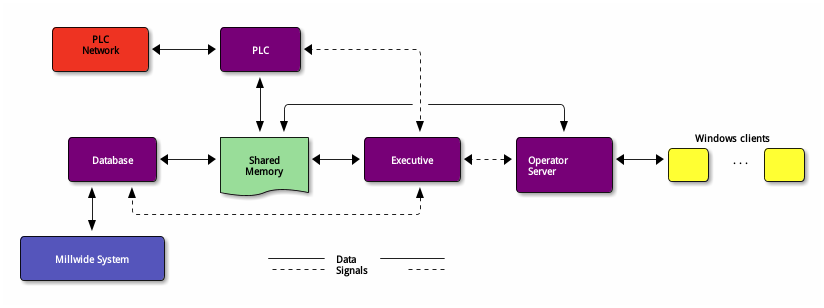 PLC
Network
PLC
Windows clients
Database
Shared
Memory
Executive
Operator
Server
. . .
Millwide System
Data
Signals